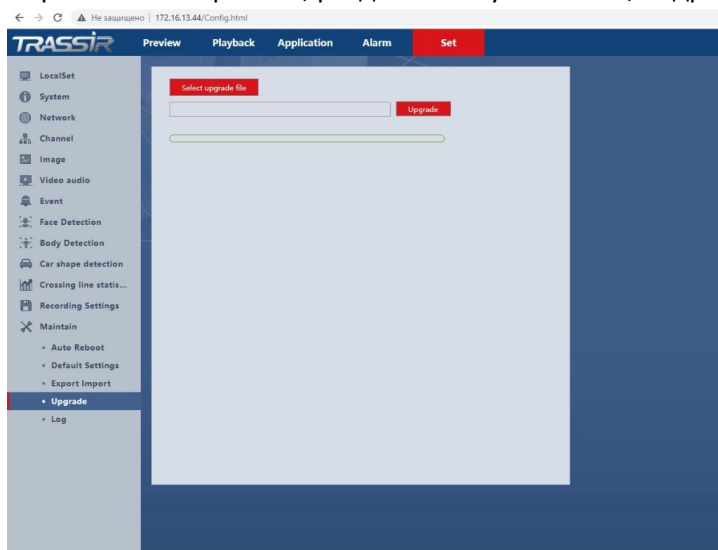 Не защищено | 172.16.13.44/Config.html
TRASSIR Preview Playback Application Alarm Set
LocalSet
System
Network
Channel
Image
Video audio
Event
Face Detection
Body Detection
Car shape detection
Crossing line statis...
Recording Settings
Maintain
Auto Reboot
Default Settings
Export Import
Upgrade
Log
Select upgrade file
Upgrade